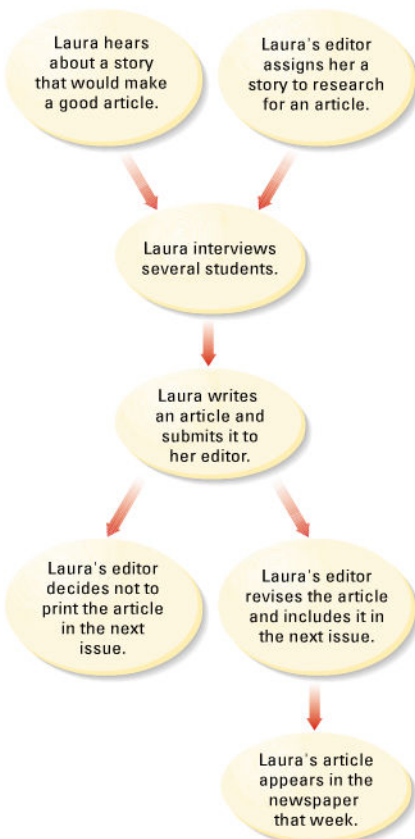 Laura hears
about a story
that would make
a good article.
Laura's editor
assigns her a
story to research
for an article.
Laura interviews
several students.
Laura writes
an article and
submits it to
her editor.
Laura's editor
decides not to
print the article
in the next
issue.
Laura's editor
revises the article
and includes it in
the next issue.
Laura's article
appears in the
newspaper
that week.